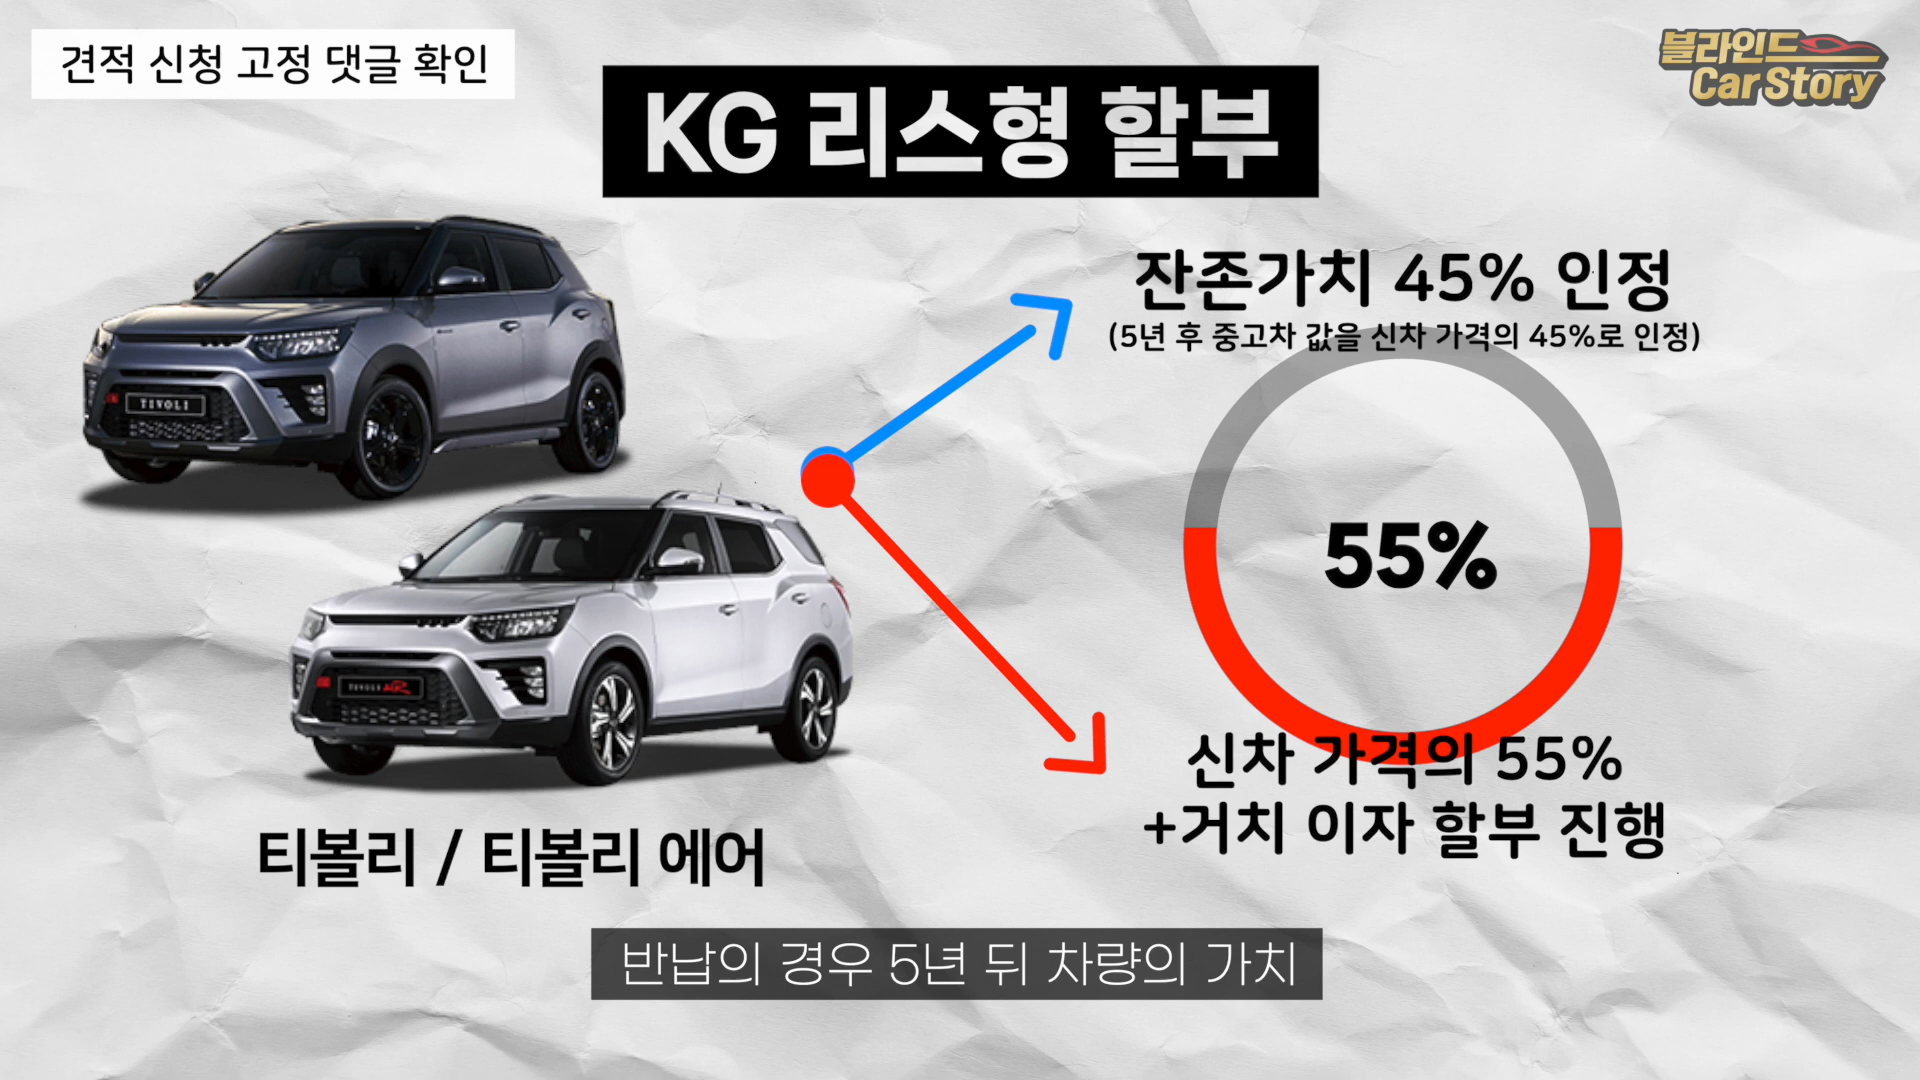 견적 신청 고정 댓글 확인
블라인드
Car Story
KG 리스형 할부
잔존가치 45% 인정
(5년 후 중고차 값을 신차 가격의 45%로 인정)
TIVOLI
55%
TIVOLI AIR
신차 가격의 55%
+거치 이자 할부 진행
티볼리 / 티볼리 에어
반납의 경우 5년 뒤 차량의 가치